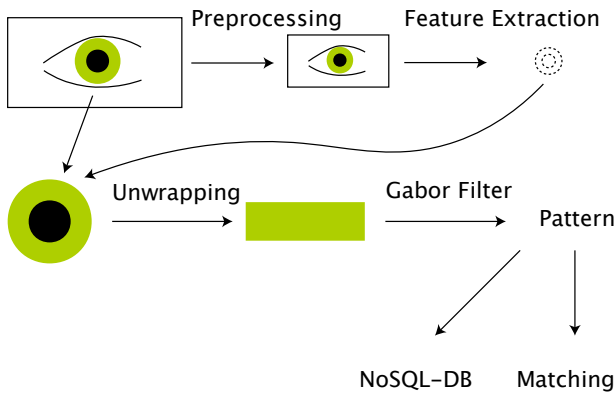 Preprocessing
Feature Extraction
Unwrapping
Gabor Filter
Pattern
NoSQL-DB
Matching